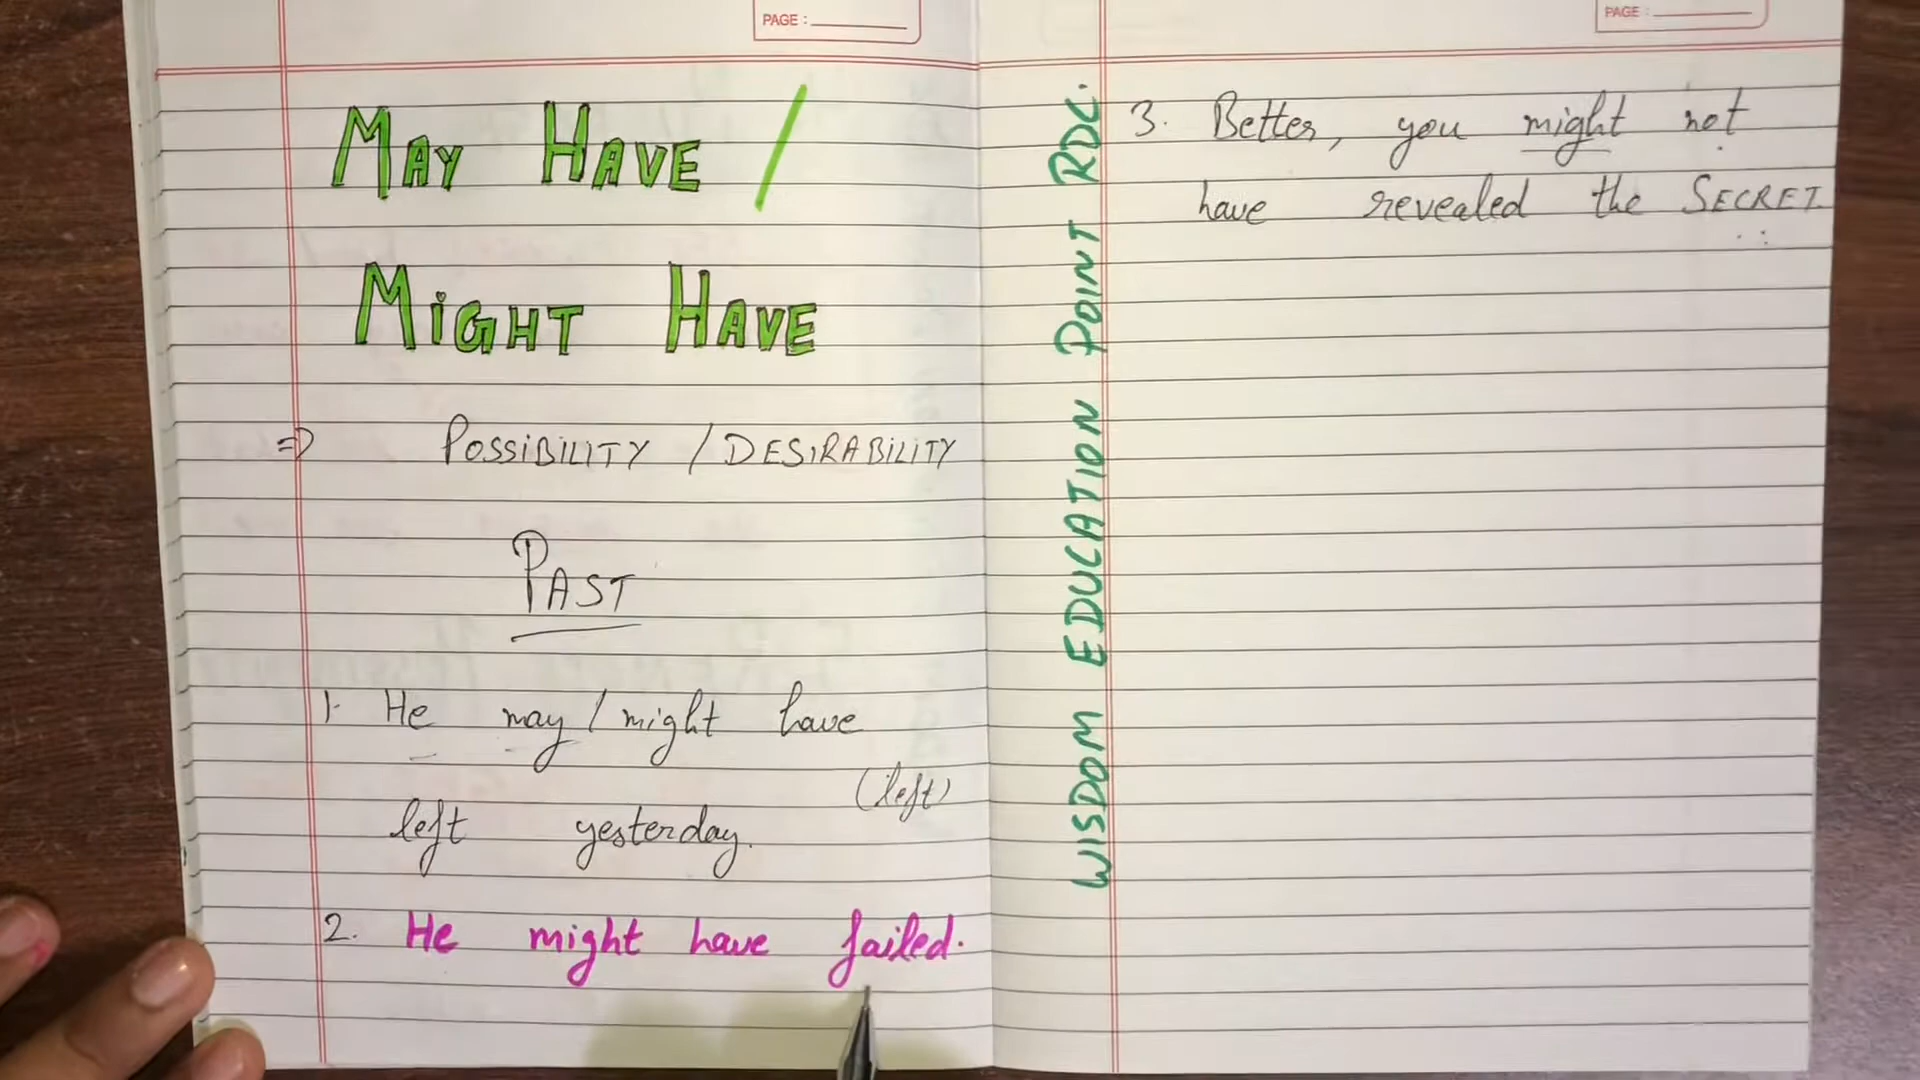 PAGE :
MAY HAVE /
MIGHT HAVE
=> POSSIBILITY / DESIRABILITY
PAST
1. He may / might have
(left)
left yesterday.
2. He might have failed.
WISDOM EDUCATION POINT RDC.
PAGE :
3. Better, you might not
have revealed the SECRET.